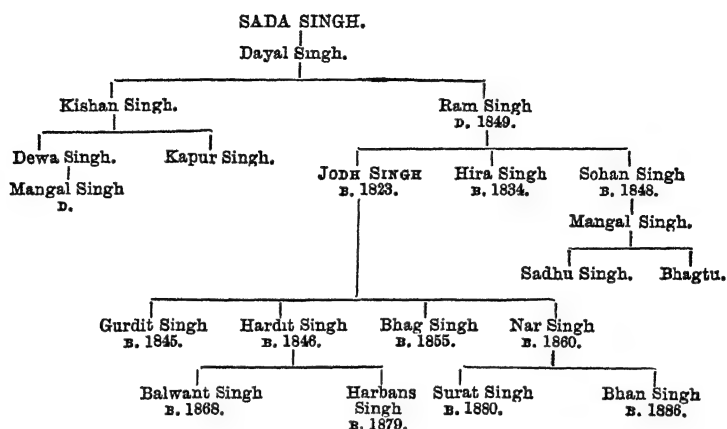 SADA SINGH.
Dayal Singh.
Kishan Singh. Ram Singh
D. 1849.
Dewa Singh. Kapur Singh. JODH SINGH Hira Singh Sohan Singh
B. 1823. B. 1834. B. 1848.
Mangal Singh
D.
Mangal Singh.
Sadhu Singh. Bhagtu.
Gurdit Singh Hardit Singh Bhag Singh Nar Singh
B. 1845. B. 1846. B. 1855. B. 1860.
Balwant Singh Harbans Surat Singh Bhan Singh
B. 1868. Singh B. 1880. B. 1886.
B. 1879.